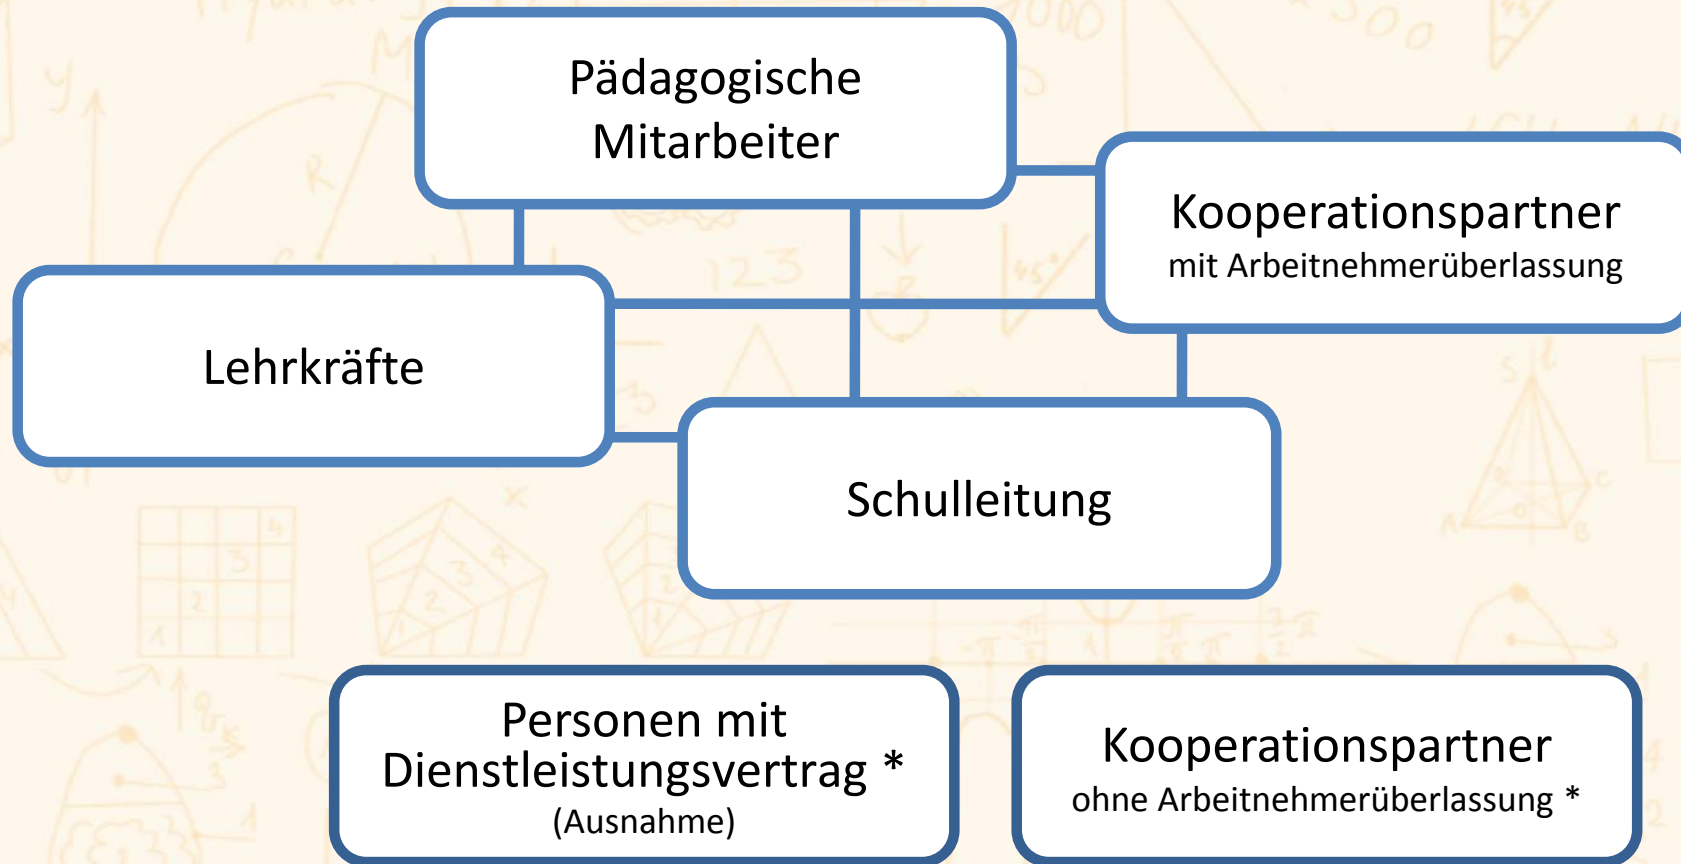 Pädagogische
Mitarbeiter
Kooperationspartner
mit Arbeitnehmerüberlassung
Lehrkräfte
Schulleitung
Personen mit
Dienstleistungsvertrag *
(Ausnahme)
Kooperationspartner
ohne Arbeitnehmerüberlassung *